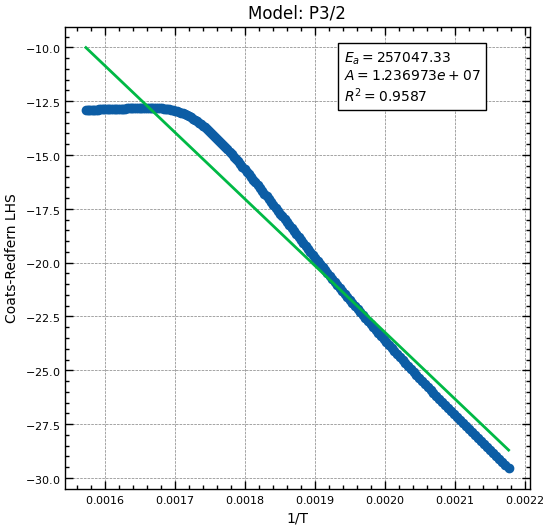 Model: P3/2
Eₐ = 257047.33
A = 1.236973e + 07
R² = 0.9587
Coats-Redfern LHS
−10.0
−12.5
−15.0
−17.5
−20.0
−22.5
−25.0
−27.5
−30.0
0.0016 0.0017 0.0018 0.0019 0.0020 0.0021 0.0022
1/T